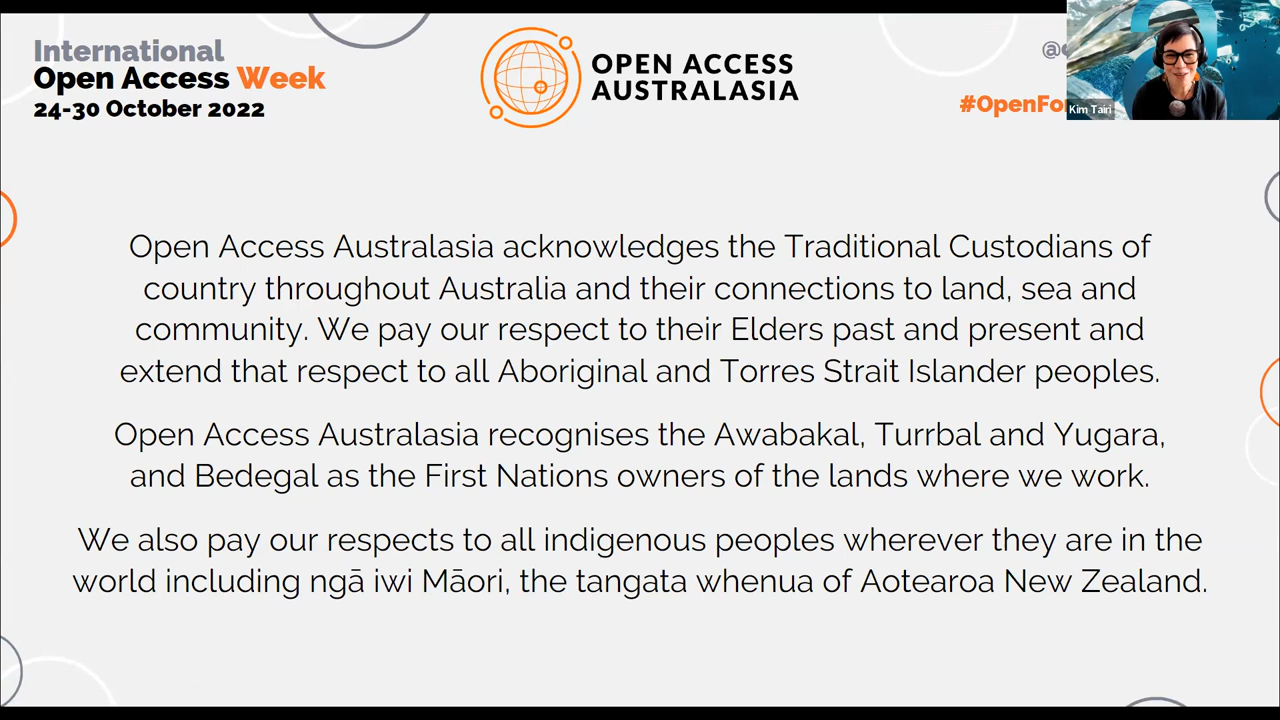 International
Open Access Week
24-30 October 2022
OPEN ACCESS
AUSTRALASIA
#OpenFo
Kim Tairi
Open Access Australasia acknowledges the Traditional Custodians of
country throughout Australia and their connections to land, sea and
community. We pay our respect to their Elders past and present and
extend that respect to all Aboriginal and Torres Strait Islander peoples.
Open Access Australasia recognises the Awabakal, Turrbal and Yugara,
and Bedegal as the First Nations owners of the lands where we work.
We also pay our respects to all indigenous peoples wherever they are in the
world including ngā iwi Māori, the tangata whenua of Aotearoa New Zealand.